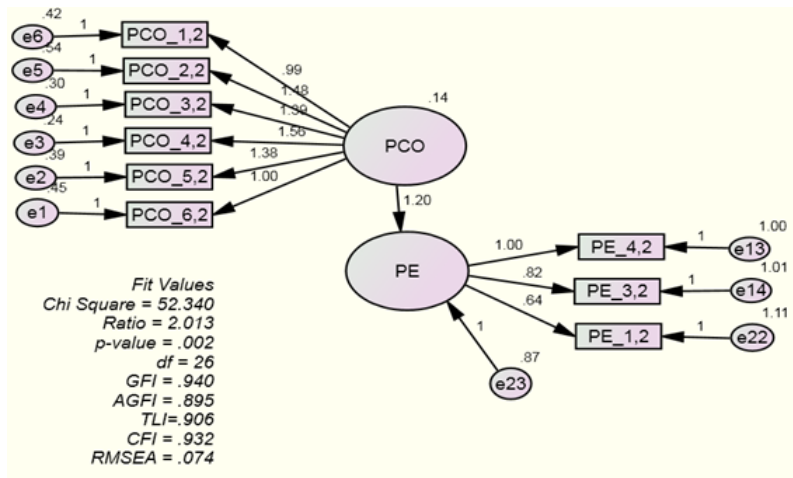 .42
e6 1 PCO_1,2
.54
e5 1 PCO_2,2
.30
e4 1 PCO_3,2
.24
e3 1 PCO_4,2
.39
e2 1 PCO_5,2
.45
e1 1 PCO_6,2
.99
1.48
1.39
1.56
1.38
1.00
.14
PCO
1.20
PE
1.00 PE_4,2 1 e13 1.00
.82 PE_3,2 1 e14 1.01
.64 PE_1,2 1 e22 1.11
1
.87
e23
Fit Values
Chi Square = 52.340
Ratio = 2.013
p-value = .002
df = 26
GFI = .940
AGFI = .895
TLI=.906
CFI = .932
RMSEA = .074